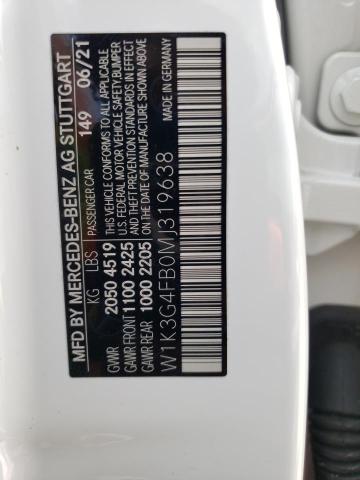 MFD BY MERCEDES-BENZ AG STUTTGART
PASSENGER CAR 149 06/21
KG LBS
GVWR 2050 4519
GAWR FRONT 1100 2425
GAWR REAR 1000 2205
THIS VEHICLE CONFORMS TO ALL APPLICABLE
U.S. FEDERAL MOTOR VEHICLE SAFETY,BUMPER
AND THEFT PREVENTION STANDARDS IN EFFECT
ON THE DATE OF MANUFACTURE SHOWN ABOVE
MADE IN GERMANY
W1K3G4FB0MJ319638